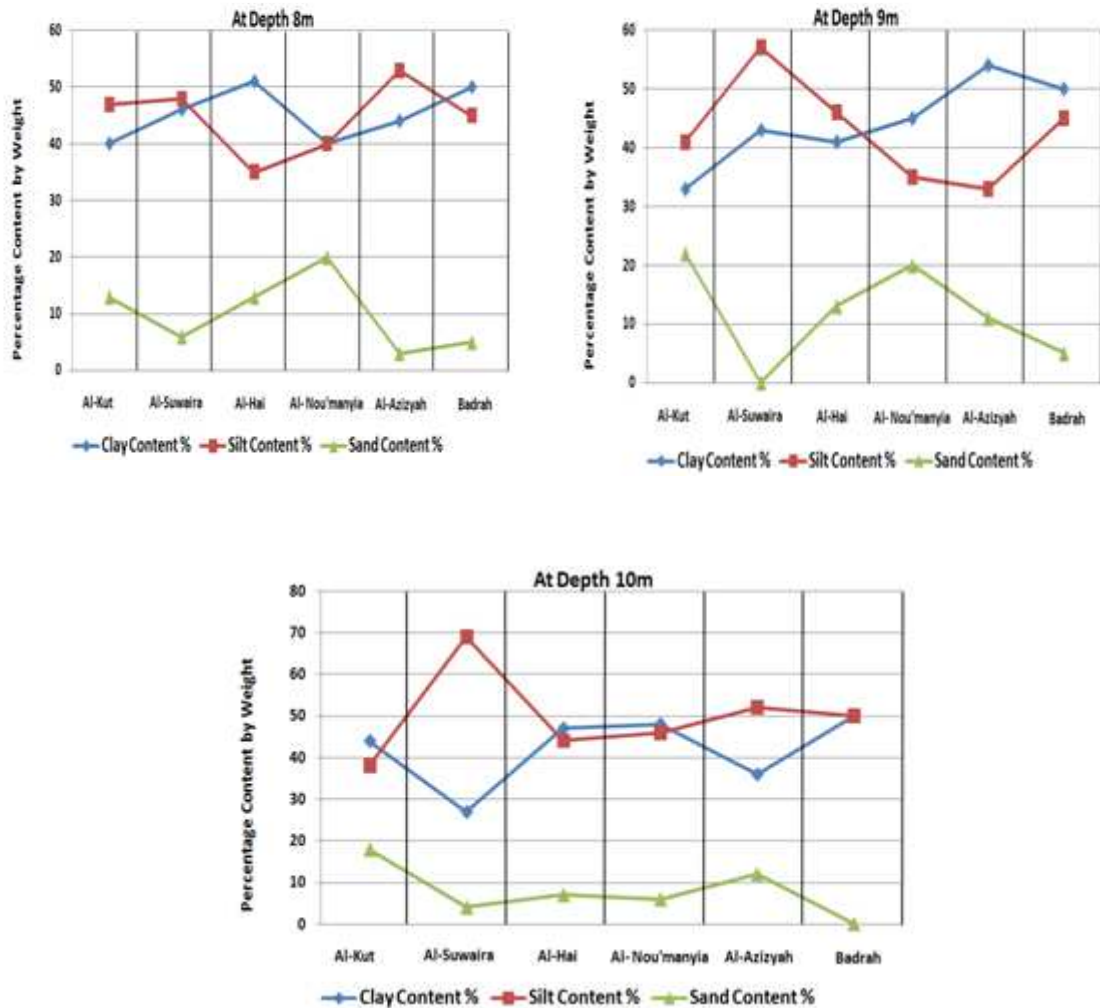 At Depth 8m
Percentage Content by Weight
60
50
40
30
20
10
0
Al-Kut Al-Suwaira Al-Hai Al- Nou'manyia Al-Azizyah Badrah
Clay Content % Silt Content % Sand Content %
At Depth 9m
Percentage Content by Weight
60
50
40
30
20
10
0
Al-Kut Al-Suwaira Al-Hai Al- Nou'manyia Al-Azizyah Badrah
Clay Content % Silt Content % Sand Content %
At Depth 10m
Percentage Content by Weight
80
70
60
50
40
30
20
10
0
Al-Kut Al-Suwaira Al-Hai Al- Nou'manyia Al-Azizyah Badrah
Clay Content % Silt Content % Sand Content %